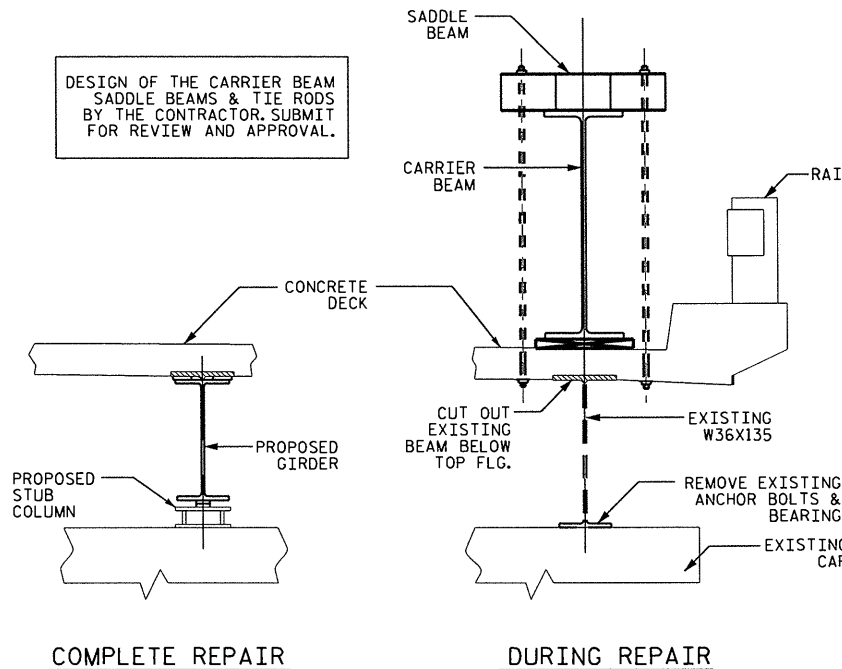 SADDLE
BEAM
DESIGN OF THE CARRIER BEAM
SADDLE BEAMS & TIE RODS
BY THE CONTRACTOR. SUBMIT
FOR REVIEW AND APPROVAL.
CARRIER
BEAM
RAI
CONCRETE
DECK
CUT OUT
EXISTING
BEAM BELOW
TOP FLG.
EXISTING
W36X135
PROPOSED
GIRDER
PROPOSED
STUB
COLUMN
REMOVE EXISTING
ANCHOR BOLTS &
BEARING
EXISTING
CAP
COMPLETE REPAIR
DURING REPAIR